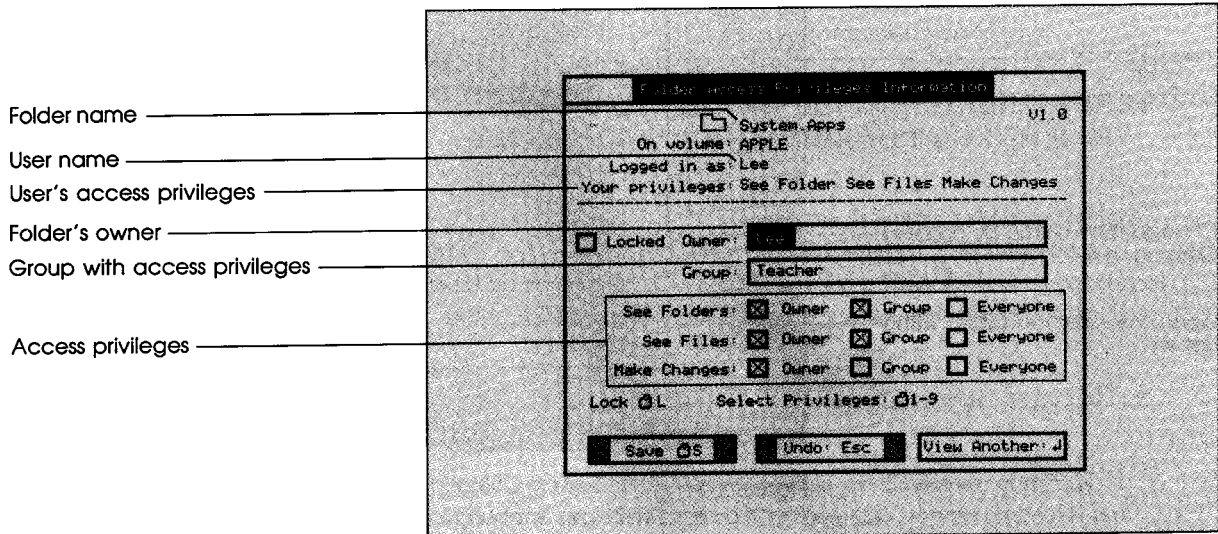 Folder name
User name
User's access privileges
Folder's owner
Group with access privileges
Access privileges
Folder Access Privileges Information
V1.0
System.Apps
On volume: APPLE
Logged in as: Lee
Your privileges: See Folder See Files Make Changes
Locked Owner: Lee
Group: Teacher
See Folders: Owner Group Everyone
See Files: Owner Group Everyone
Make Changes: Owner Group Everyone
Lock L Select Privileges: 1-9
Save S Undo: Esc View Another: